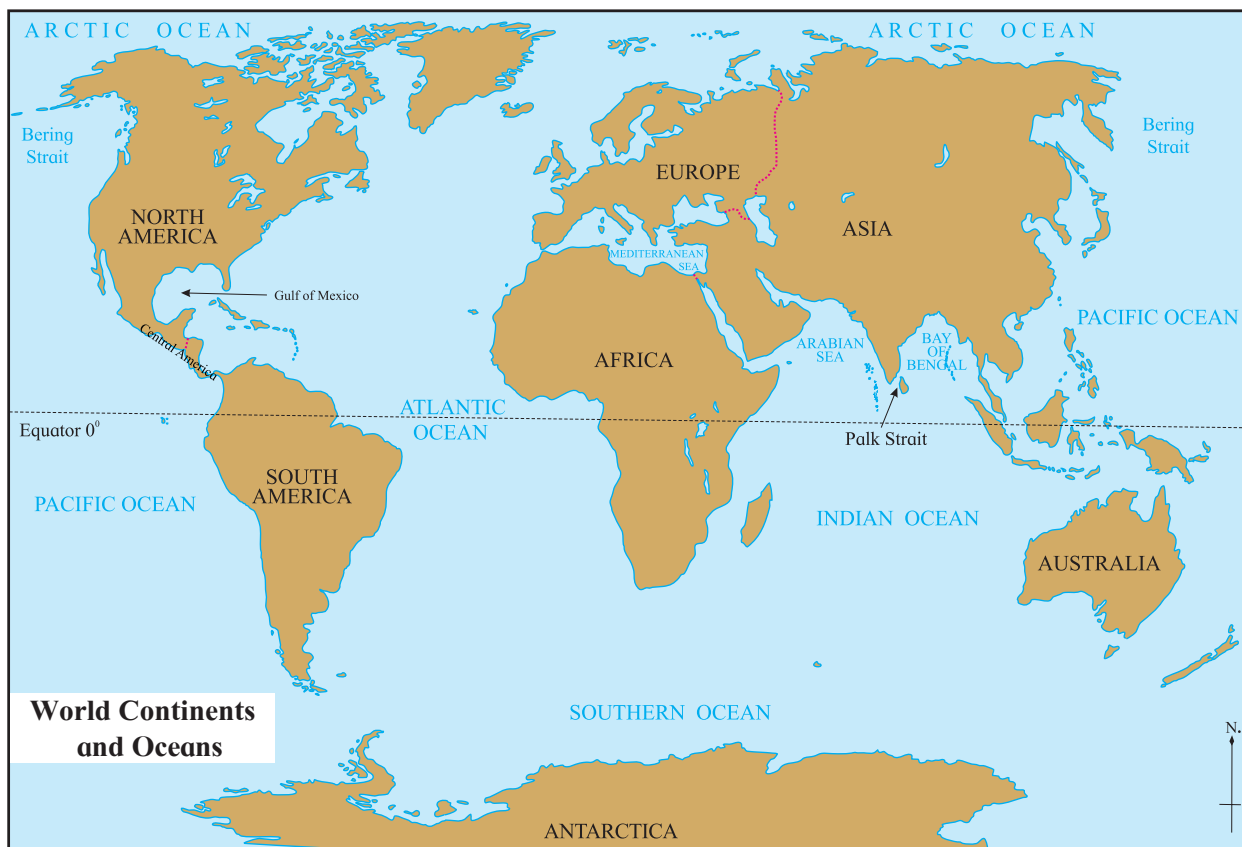 ARCTIC OCEAN
ARCTIC OCEAN
Bering
Strait
Bering
Strait
EUROPE
NORTH
AMERICA
ASIA
MEDITERRANEAN
SEA
Gulf of Mexico
PACIFIC OCEAN
Central America
ARABIAN
SEA
BAY
OF
BENGAL
AFRICA
ATLANTIC
OCEAN
Equator 0⁰
Palk Strait
SOUTH
AMERICA
PACIFIC OCEAN
INDIAN OCEAN
AUSTRALIA
World Continents
and Oceans
SOUTHERN OCEAN
N.
ANTARCTICA